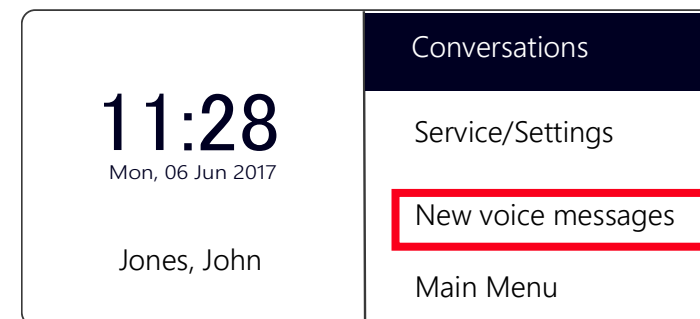 11:28
Mon, 06 Jun 2017
Jones, John
Conversations
Service/Settings
New voice messages
Main Menu